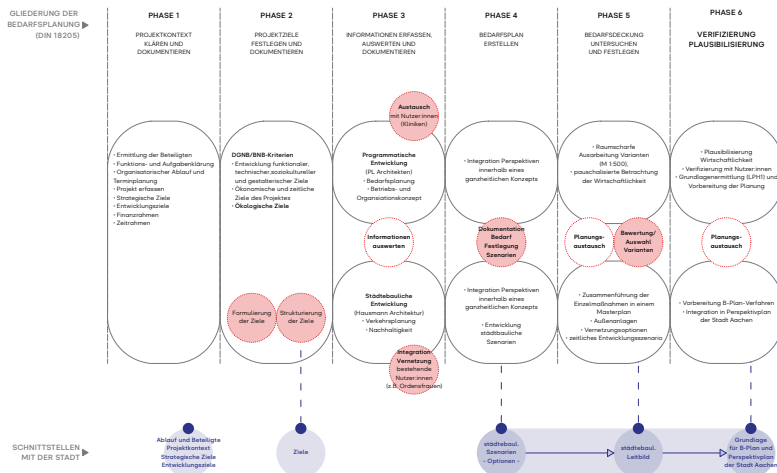 GLIEDERUNG DER
BEDARFSPLANUNG
(DIN 18205)
PHASE 1
PROJEKTKONTEXT
KLÄREN UND
DOKUMENTIEREN
PHASE 2
PROJEKTZIELE
FESTLEGEN UND
DOKUMENTIEREN
PHASE 3
INFORMATIONEN ERFASSEN,
AUSWERTEN UND
DOKUMENTIEREN
PHASE 4
BEDARFSPLAN
ERSTELLEN
PHASE 5
BEDARFSDECKUNG
UNTERSUCHEN
UND FESTLEGEN
PHASE 6
VERIFIZIERUNG
PLAUSIBILISIERUNG
· Ermittlung der Beteiligten
· Funktions- und Aufgabenklärung
· Organisatorischer Ablauf und
Terminplanung
· Projekt erfassen
· Strategische Ziele
· Entwicklungsziele
· Finanzrahmen
· Zeitrahmen
DGNB/BNB-Kriterien
· Entwicklung funktionaler,
technischer, soziokultureller
und gestalterischer Ziele
· Ökonomische und zeitliche
Ziele des Projektes
· Ökologische Ziele
Formulierung
der Ziele
Strukturierung
der Ziele
Austausch
mit Nutzer:innen
(Kliniken)
Programmatische
Entwicklung
(PL Architekten)
· Bedarfsplanung
· Betriebs- und
Organsiationskonzept
Informationen
auswerten
Städtebauliche
Entwicklung
(Hausmann Architektur)
· Verkehrsplanung
· Nachhaltigkeit
Integration
Vernetzung
bestehende
Nutzer:innen
(z.B. Ordensfrauen)
· Integration Perspektiven
innerhalb eines
ganzheitlichen Konzepts
Dokumentation
Bedarf
Festlegung
Szenarien
· Integration Perspektiven
innerhalb eines
ganzheitlichen Konzepts
· Entwicklung
städtbauliche
Szenarien
· Raumscharfe
Ausarbeitung Varianten
(M 1:500),
· pauschalisierte Betrachtung
der Wirtschaftlichkeit
Planungs-
austausch
Bewertung/
Auswahl
Varianten
· Zusammenführung der
Einzelmaßnahmen in einem
Masterplan
· Außenanlagen
· Vernetzungsoptionen
· zeitliches Entwicklungsszenario
· Plausibilisierung
Wirtschaftlichkeit
· Verifizierung mit Nutzer:innen
· Grundlagenermittlung (LPH1) und
Vorbereitung der Planung
Planungs-
austausch
· Vorbereitung B-Plan-Verfahren
· Integration in Perspektivplan
der Stadt Aachen
SCHNITTSTELLEN
MIT DER STADT
Ablauf und Beteiligte
Projektkontext
Strategische Ziele
Entwicklungsziele
Ziele
städtebaul.
Szenarien
- Optionen -
städtebaul.
Leitbild
Grundlage
für B-Plan und
Perspektivplan
der Stadt Aachen